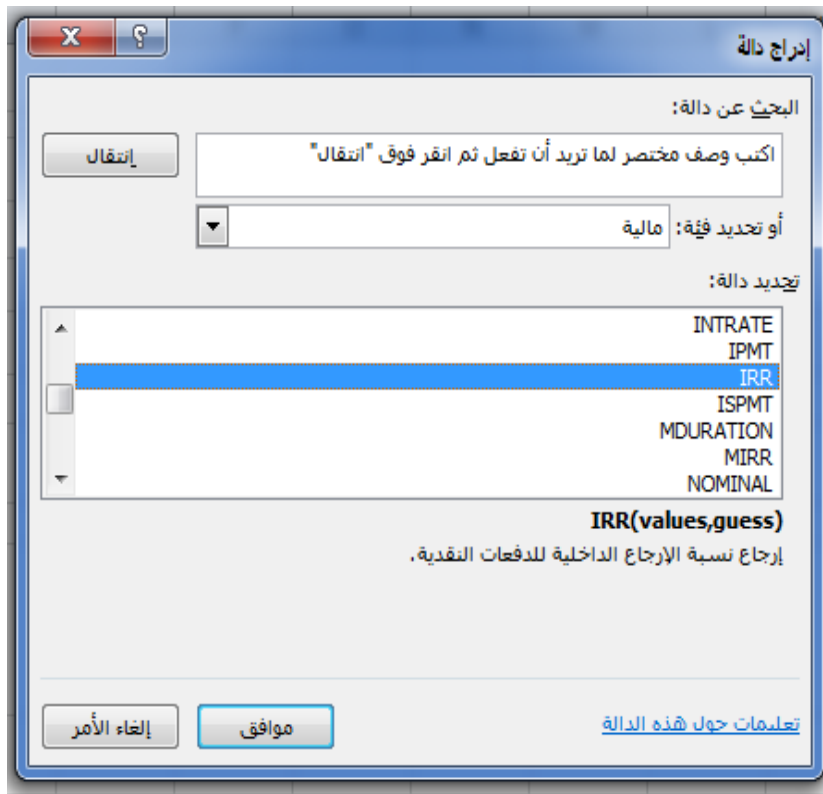 إدراج دالة
البحث عن دالة:
اكتب وصف مختصر لما تريد أن تفعل ثم انقر فوق "انتقال"
إنتقال
أو تحديد فئة: مالية
تحديد دالة:
INTRATE
IPMT
IRR
ISPMT
MDURATION
MIRR
NOMINAL
IRR(values,guess)
إرجاع نسبة الإرجاع الداخلية للدفعات النقدية.
تعليمات حول هذه الدالة
موافق
إلغاء الأمر